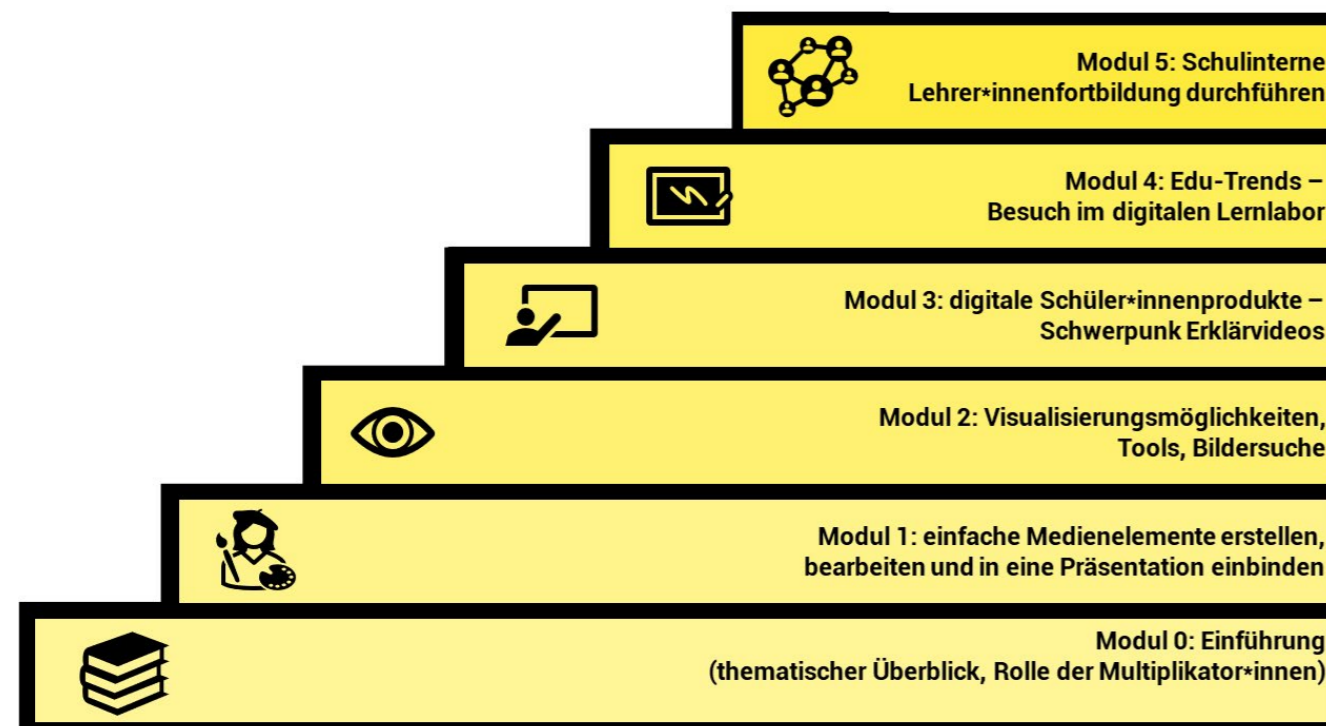 Modul 5: Schulinterne
Lehrer*innenfortbildung durchführen
Modul 4: Edu-Trends –
Besuch im digitalen Lernlabor
Modul 3: digitale Schüler*innenprodukte –
Schwerpunk Erklärvideos
Modul 2: Visualisierungsmöglichkeiten,
Tools, Bildersuche
Modul 1: einfache Medienelemente erstellen,
bearbeiten und in eine Präsentation einbinden
Modul 0: Einführung
(thematischer Überblick, Rolle der Multiplikator*innen)